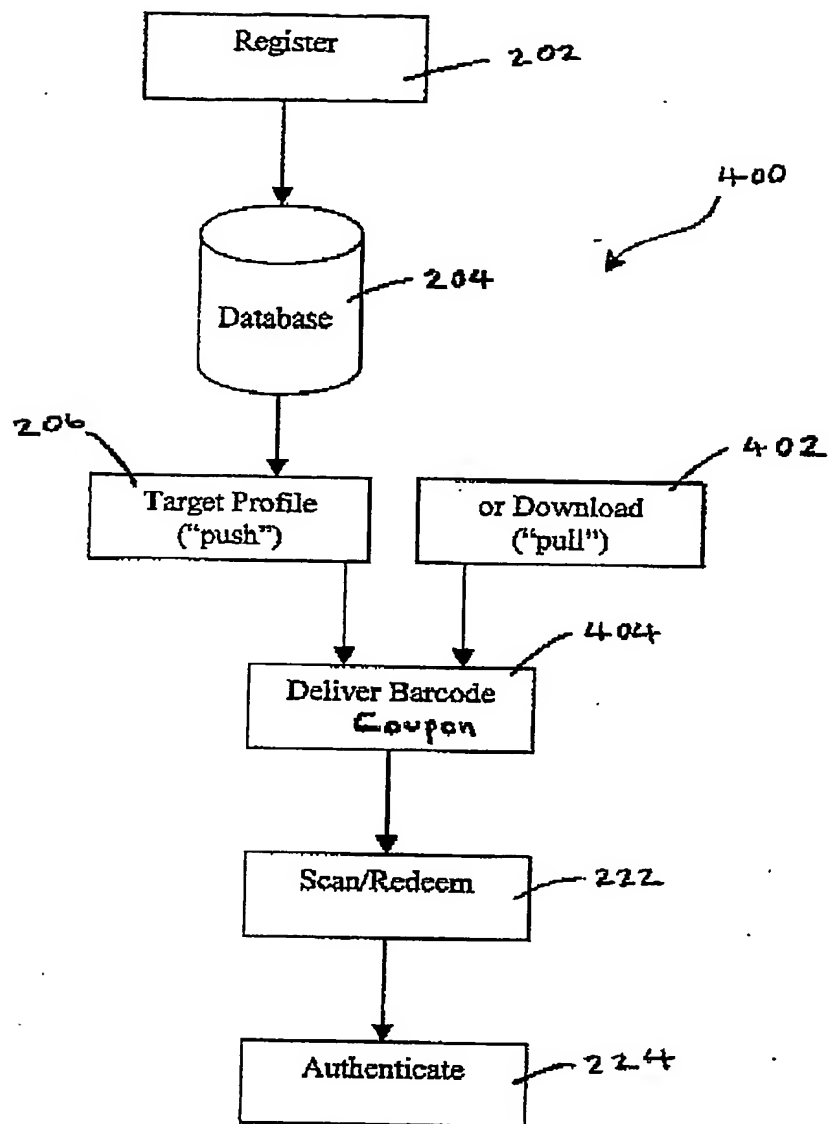 Register
202
400
204
Database
206
402
Target Profile
("push")
or Download
("pull")
404
Deliver Barcode
Coupon
Scan/Redeem
222
Authenticate
224